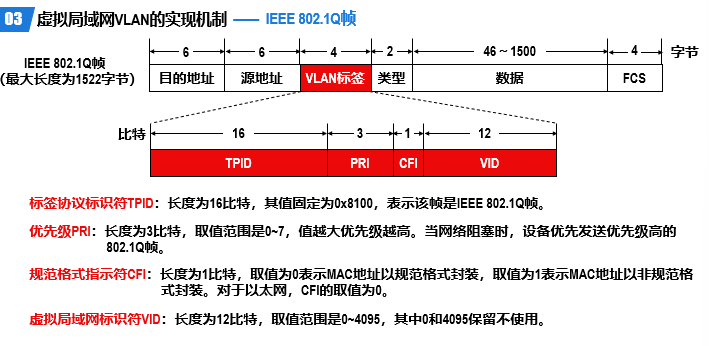 03 虚拟局域网VLAN的实现机制 —— IEEE 802.1Q帧
6 6 4 2 46~1500 4 字节
IEEE 802.1Q帧
(最大长度为1522字节)
目的地址 源地址 VLAN标签 类型 数据 FCS
比特 16 3 1 12
TPID PRI CFI VID
标签协议标识符TPID：长度为16比特，其值固定为0x8100，表示该帧是IEEE 802.1Q帧。
优先级PRI：长度为3比特，取值范围是0~7，值越大优先级越高。当网络阻塞时，设备优先发送优先级高的
802.1Q帧。
规范格式指示符CFI：长度为1比特，取值为0表示MAC地址以规范格式封装，取值为1表示MAC地址以非规范格
式封装。对于以太网，CFI的取值为0。
虚拟局域网标识符VID：长度为12比特，取值范围是0~4095，其中0和4095保留不使用。